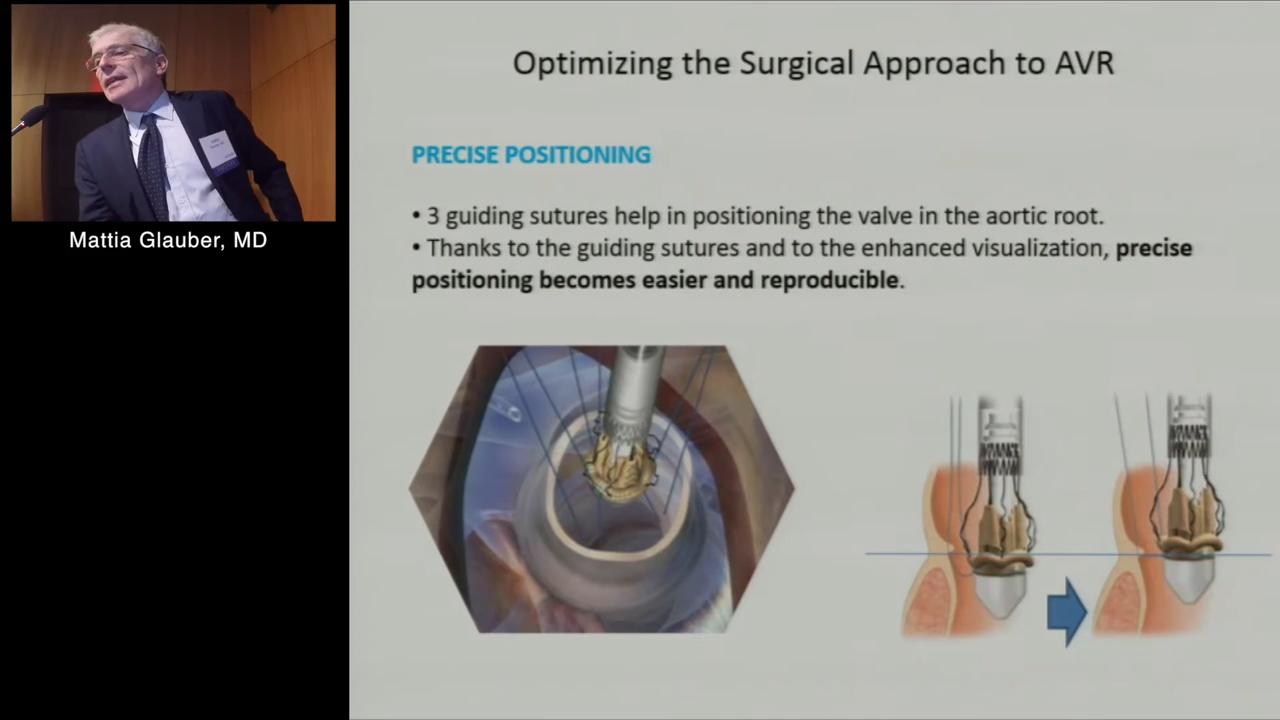 Optimizing the Surgical Approach to AVR
PRECISE POSITIONING
• 3 guiding sutures help in positioning the valve in the aortic root.
• Thanks to the guiding sutures and to the enhanced visualization, precise
positioning becomes easier and reproducible.
Mattia Glauber, MD